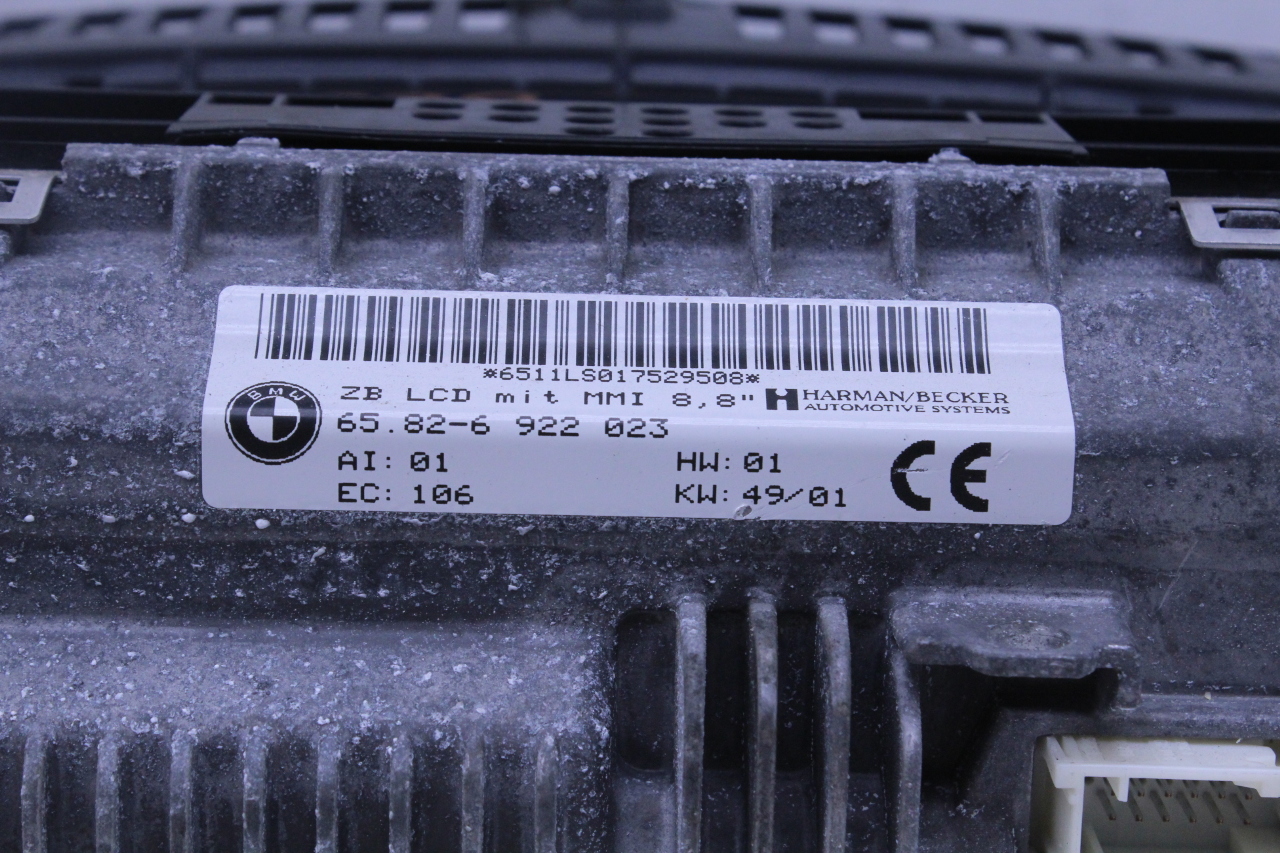 *6511LS017529508*
ZB LCD mit MMI 8,8" HARMAN/BECKER
AUTOMOTIVE SYSTEMS
BMW
65.82-6 922 023
AI: 01 HW: 01
EC: 106 KW: 49/01
CE